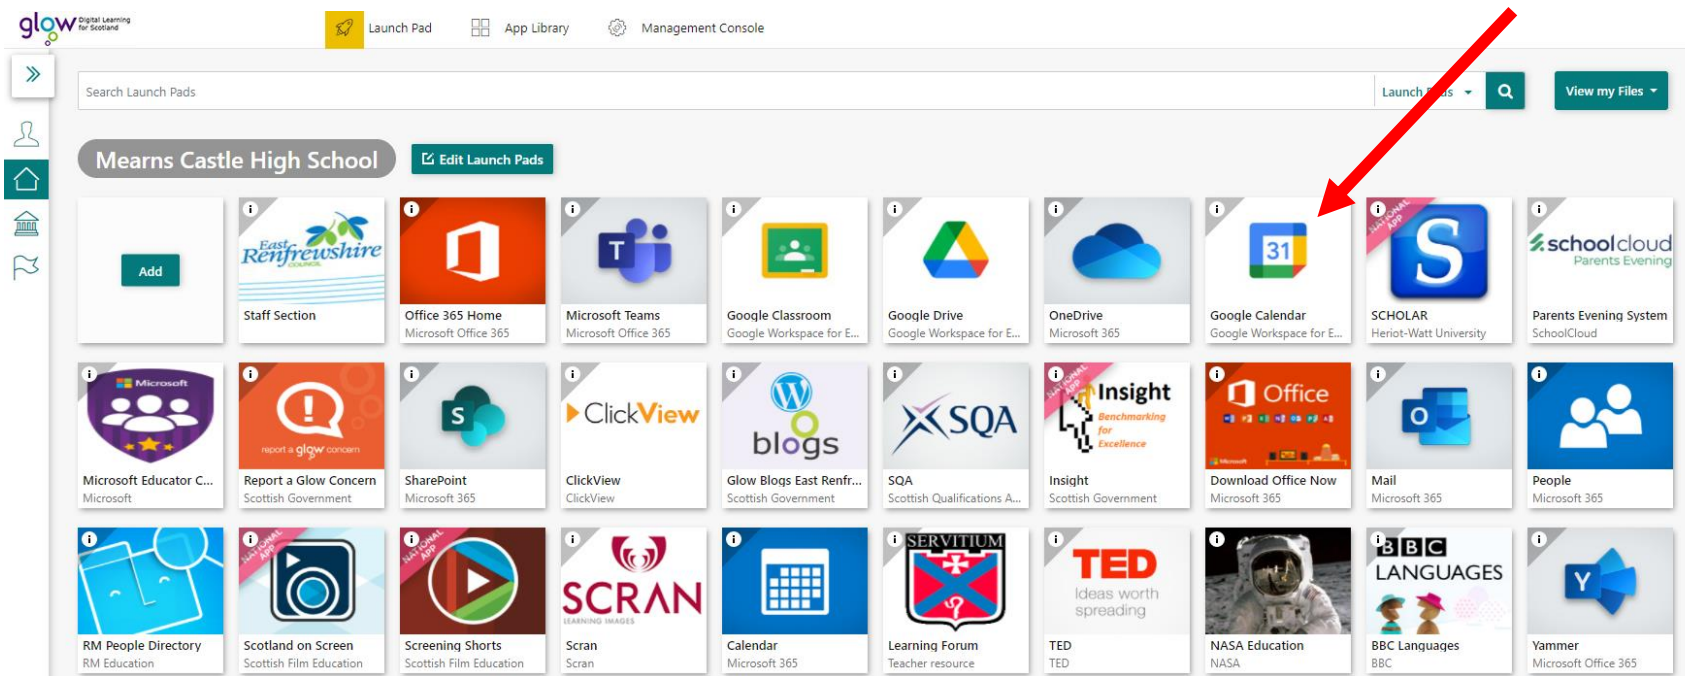 glow Digital Learning
for Scotland
Launch Pad
App Library
Management Console
Search Launch Pads
Launch Pads
View my Files
Mearns Castle High School
Edit Launch Pads
Add
East
Renfrewshire
COUNCIL
Staff Section
Office 365 Home
Microsoft Office 365
T
Microsoft Teams
Microsoft Office 365
Google Classroom
Google Workspace for E...
Google Drive
Google Workspace for E...
OneDrive
Microsoft 365
31
Google Calendar
Google Workspace for E...
NATIONAL
APP
S
SCHOLAR
Heriot-Watt University
schoolcloud
Parents Evening
Parents Evening System
SchoolCloud
Microsoft
Microsoft Educator C...
Microsoft
report a glow concern
Report a Glow Concern
Scottish Government
S
SharePoint
Microsoft 365
ClickView
ClickView
ClickView
blogs
Glow Blogs East Renfr...
Scottish Government
SQA
SQA
Scottish Qualifications A...
NATIONAL
APP
Insight
Benchmarking
for
Excellence
Insight
Scottish Government
Office
Microsoft
Download Office Now
Microsoft 365
O
Mail
Microsoft 365
People
Microsoft 365
RM People Directory
RM Education
NATIONAL
APP
Scotland on Screen
Scottish Film Education
NATIONAL
APP
Screening Shorts
Scottish Film Education
SCRAN
LEARNING IMAGES
Scran
Scran
Calendar
Microsoft 365
SERVITIUM
Learning Forum
Teacher resource
TED
Ideas worth
spreading
TED
TED
NASA Education
NASA
BBC
LANGUAGES
BBC Languages
BBC
Y
Yammer
Microsoft Office 365